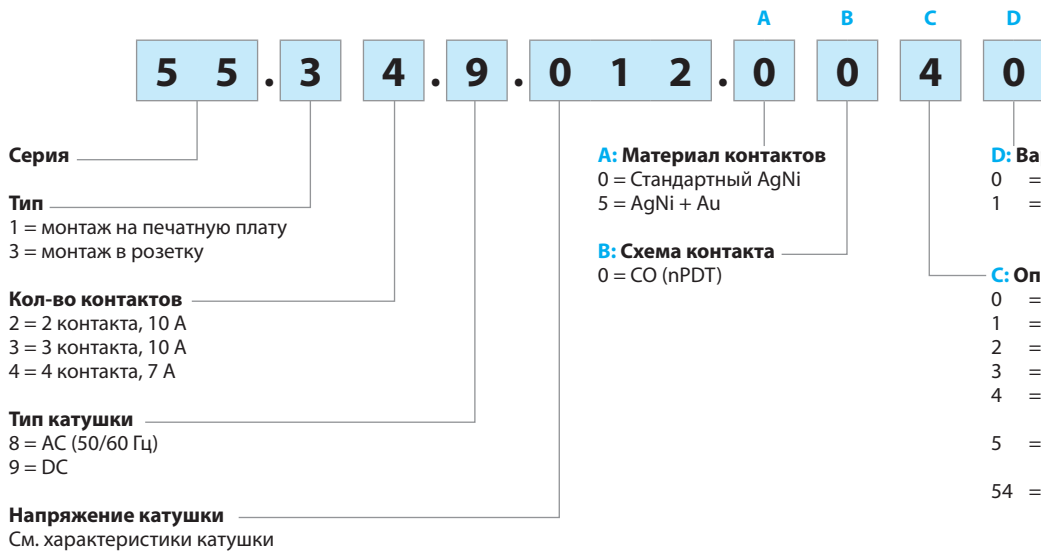 A B C D
5 5 . 3 4 . 9 . 0 1 2 . 0 0 4 0
Серия
Тип
1 = монтаж на печатную плату
3 = монтаж в розетку
Кол-во контактов
2 = 2 контакта, 10 А
3 = 3 контакта, 10 А
4 = 4 контакта, 7 А
Тип катушки
8 = AC (50/60 Гц)
9 = DC
Напряжение катушки
См. характеристики катушки
A: Материал контактов
0 = Стандартный AgNi
5 = AgNi + Au
B: Схема контакта
0 = CO (nPDT)
D: Ва
0 =
1 =
C: Оп
0 =
1 =
2 =
3 =
4 =
5 =
54 =